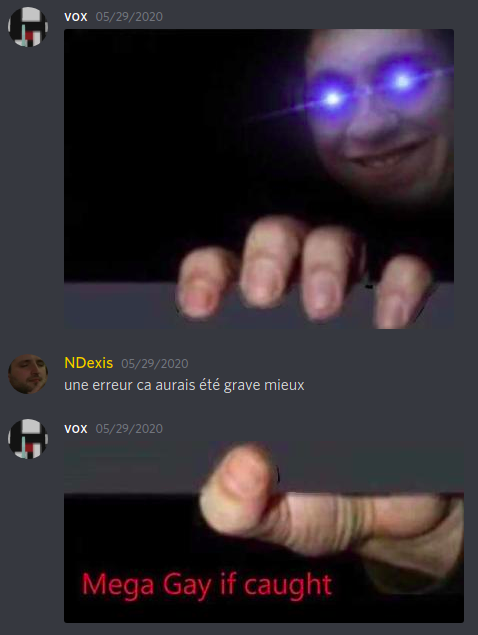 vox 05/29/2020
NDexis 05/29/2020
une erreur ca aurais été grave mieux
vox 05/29/2020
Mega Gay if caught